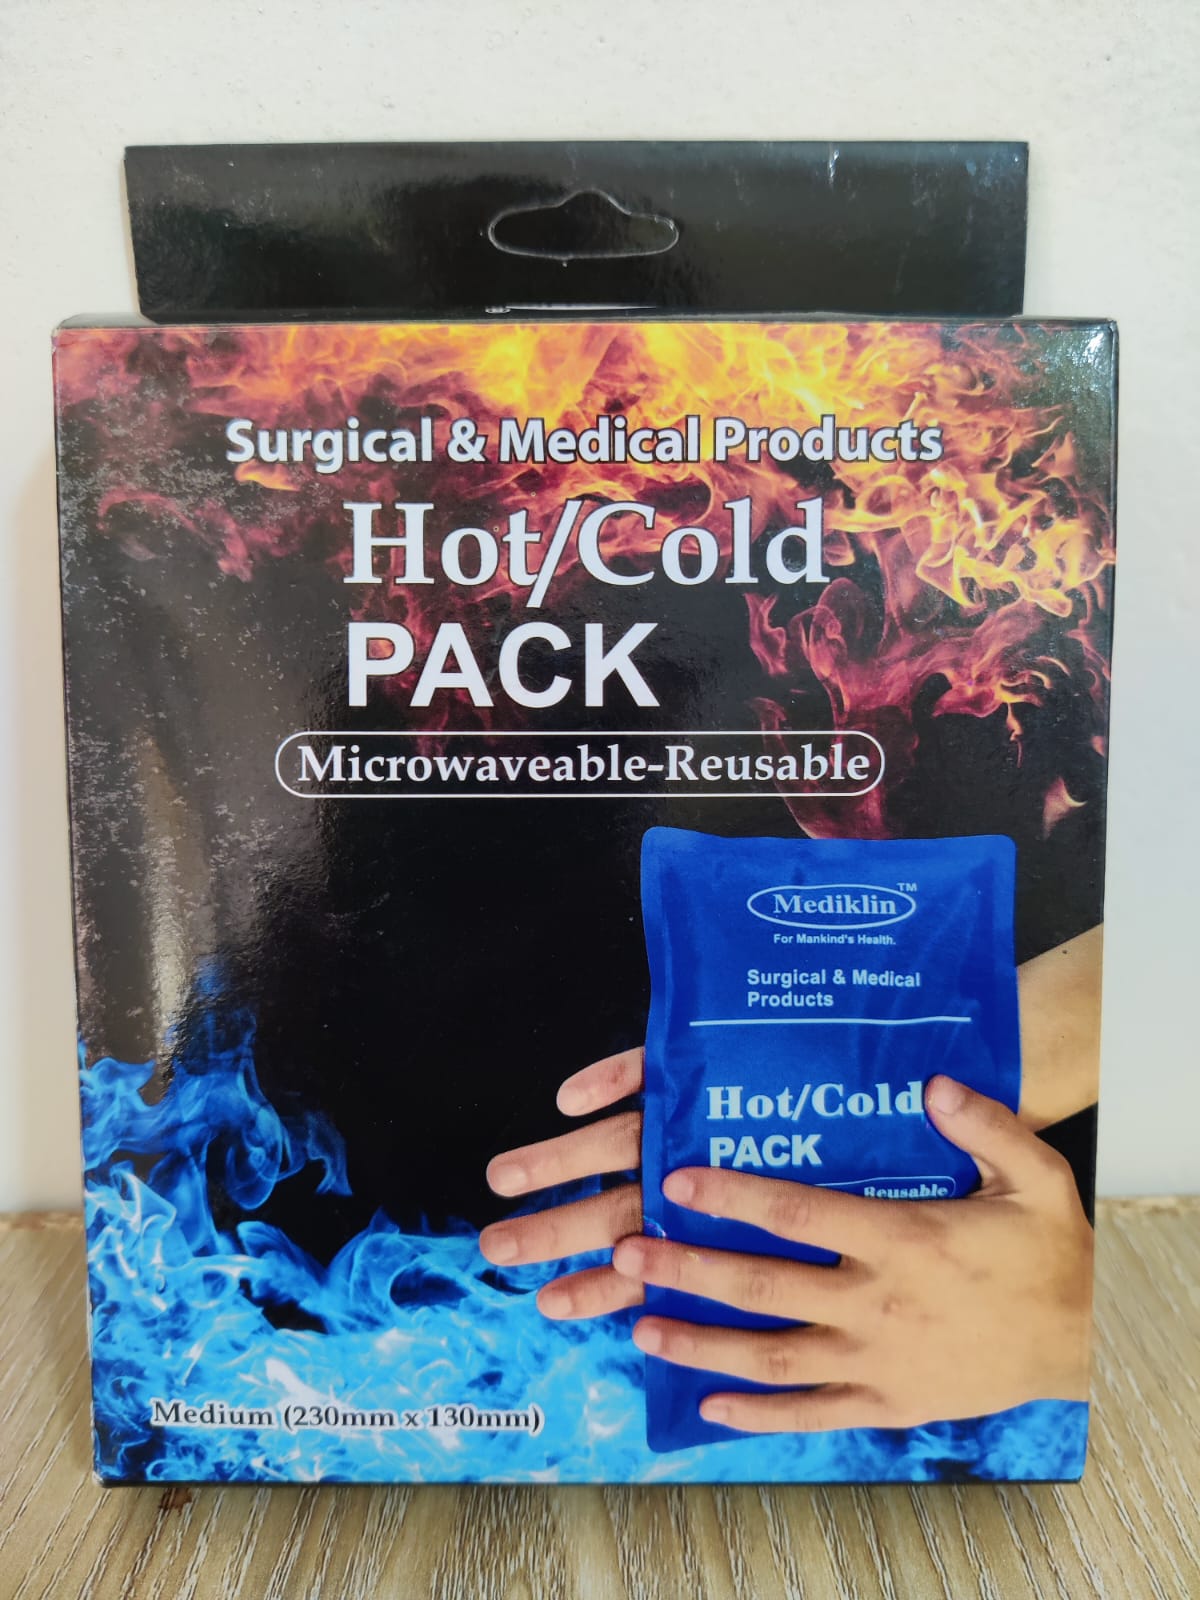 Surgical & Medical Products
Hot/Cold
PACK
Microwaveable-Reusable
Mediklin™
For Mankind's Health.
Surgical & Medical
Products
Hot/Cold
PACK
Reusable
Medium (230mm x 130mm)